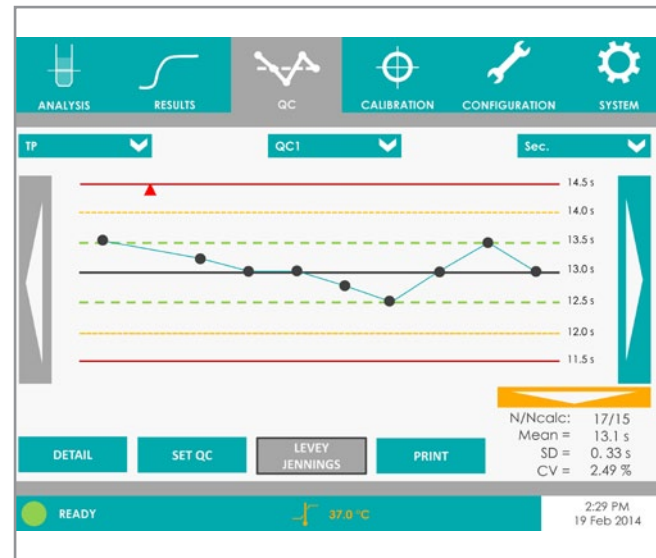 ANALYSIS RESULTS QC CALIBRATION CONFIGURATION SYSTEM
TP QC1 Sec.
14.5 s
14.0 s
13.5 s
13.0 s
12.5 s
12.0 s
11.5 s
N/Ncalc: 17/15
Mean = 13.1 s
SD = 0. 33 s
CV = 2.49 %
DETAIL SET QC LEVEY JENNINGS PRINT
READY 37.0 °C 2:29 PM
19 Feb 2014